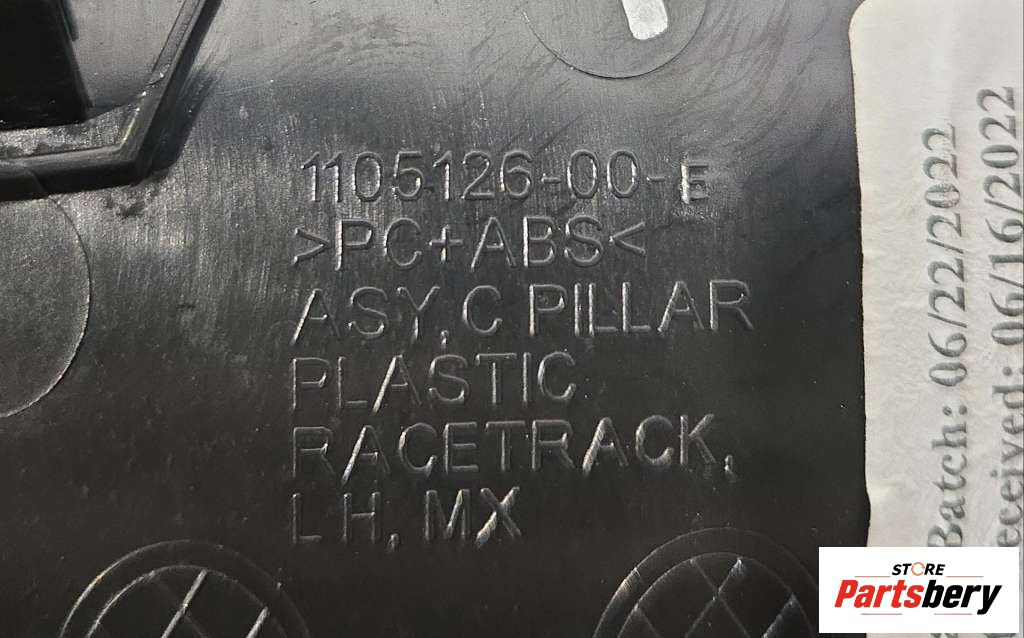 1105126-00-E
>PC+ABS<
ASY, C PILLAR
PLASTIC
RACETRACK,
LH, MX
Batch: 06/22/2022
eceived: 06/16/2022
STORE
Partsbery